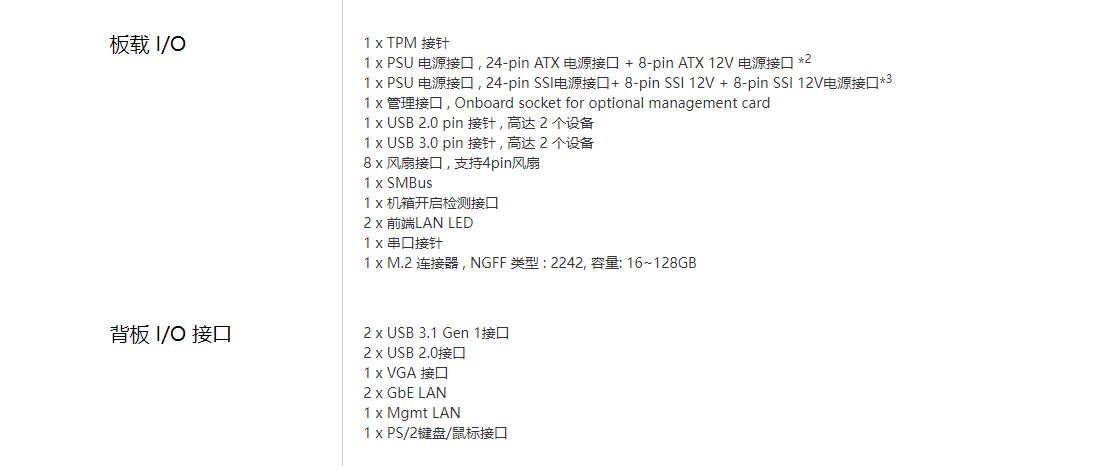 板载 I/O
1 x TPM 接针
1 x PSU 电源接口 , 24-pin ATX 电源接口 + 8-pin ATX 12V 电源接口 *2
1 x PSU 电源接口 , 24-pin SSI电源接口+ 8-pin SSI 12V + 8-pin SSI 12V电源接口*3
1 x 管理接口 , Onboard socket for optional management card
1 x USB 2.0 pin 接针 , 高达 2 个设备
1 x USB 3.0 pin 接针 , 高达 2 个设备
8 x 风扇接口 , 支持4pin风扇
1 x SMBus
1 x 机箱开启检测接口
2 x 前端LAN LED
1 x 串口接针
1 x M.2 连接器 , NGFF 类型 : 2242, 容量: 16~128GB
背板 I/O 接口
2 x USB 3.1 Gen 1接口
2 x USB 2.0接口
1 x VGA 接口
2 x GbE LAN
1 x Mgmt LAN
1 x PS/2键盘/鼠标接口